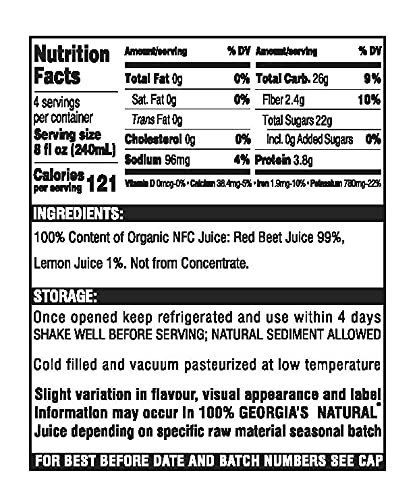 Nutrition
Facts
4 servings
per container
Serving size
8 fl oz (240mL)
Calories
per serving 121
Amount/serving % DV
Total Fat 0g 0%
Sat. Fat 0g 0%
Trans Fat 0g
Cholesterol 0g 0%
Sodium 96mg 4%
Amount/serving % DV
Total Carb. 26g 9%
Fiber 2.4g 10%
Total Sugars 22g
Incl. 0g Added Sugars 0%
Protein 3.8g
Vitamin D 0mcg-0% • Calcium 38.4mg-5% • Iron 1.9mg-10% • Potassium 780mg-22%
INGREDIENTS:
100% Content of Organic NFC Juice: Red Beet Juice 99%,
Lemon Juice 1%. Not from Concentrate.
STORAGE:
Once opened keep refrigerated and use within 4 days
SHAKE WELL BEFORE SERVING; NATURAL SEDIMENT ALLOWED
Cold filled and vacuum pasteurized at low temperature
Slight variation in flavour, visual appearance and label
Information may occur in 100% GEORGIA'S NATURAL®
Juice depending on specific raw material seasonal batch
FOR BEST BEFORE DATE AND BATCH NUMBERS SEE CAP